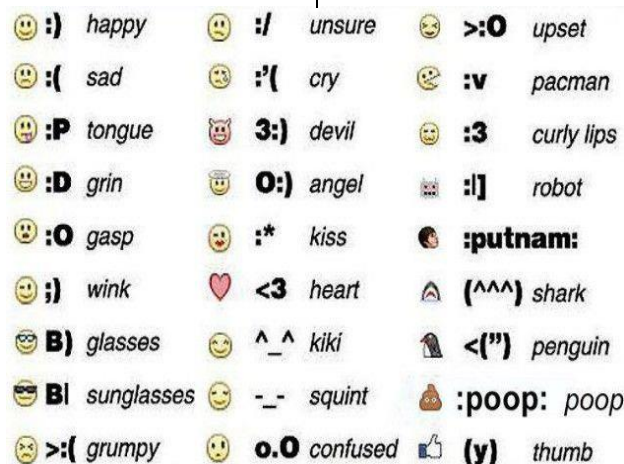 :) happy :/ unsure >:O upset
:( sad :'( cry :v pacman
:P tongue 3:) devil :3 curly lips
:D grin O:) angel :|] robot
:O gasp :* kiss :putnam:
;) wink <3 heart (^^^) shark
B) glasses ^_^ kiki <(") penguin
B| sunglasses -_- squint :poop: poop
>:( grumpy o.O confused (y) thumb